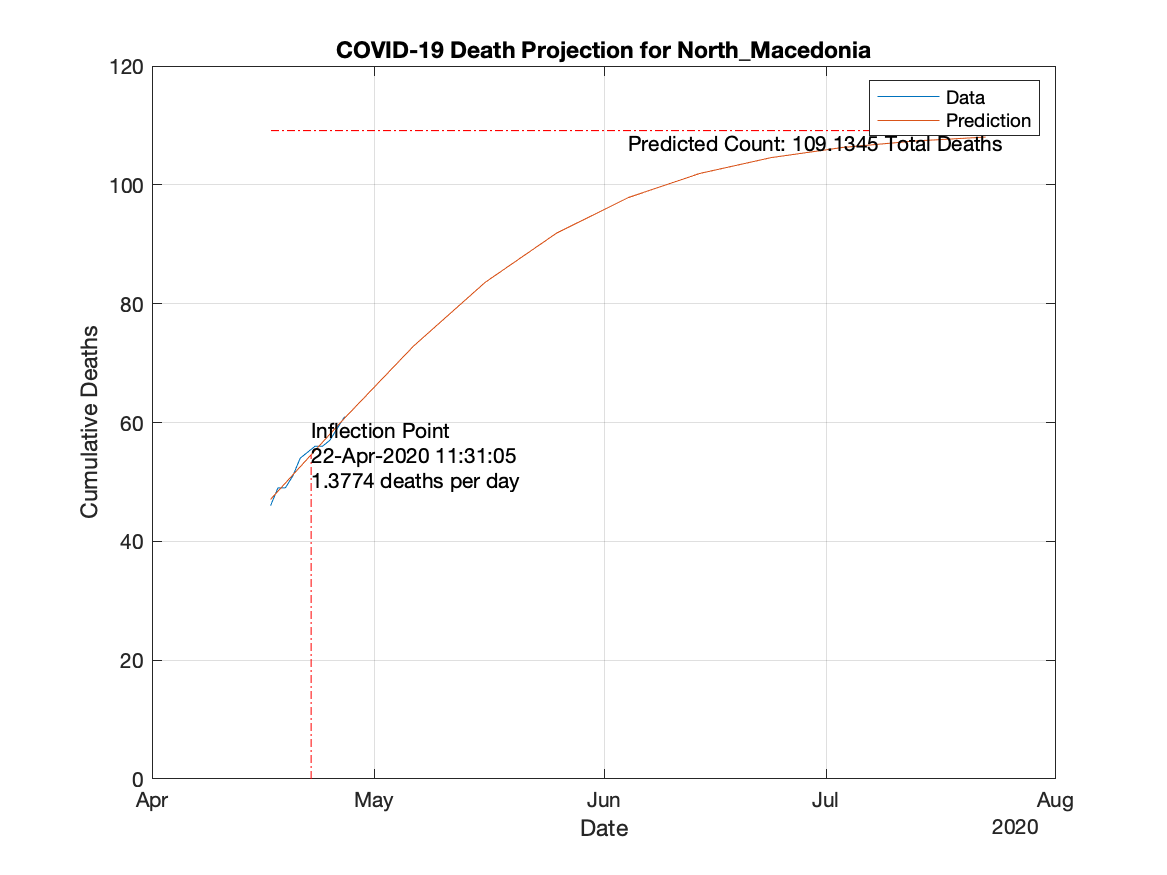 COVID-19 Death Projection for North_Macedonia
120
100
80
60
40
20
0
Cumulative Deaths
Data
Prediction
Predicted Count: 109.1345 Total Deaths
Inflection Point
22-Apr-2020 11:31:05
1.3774 deaths per day
Apr May Jun Jul Aug
Date
2020